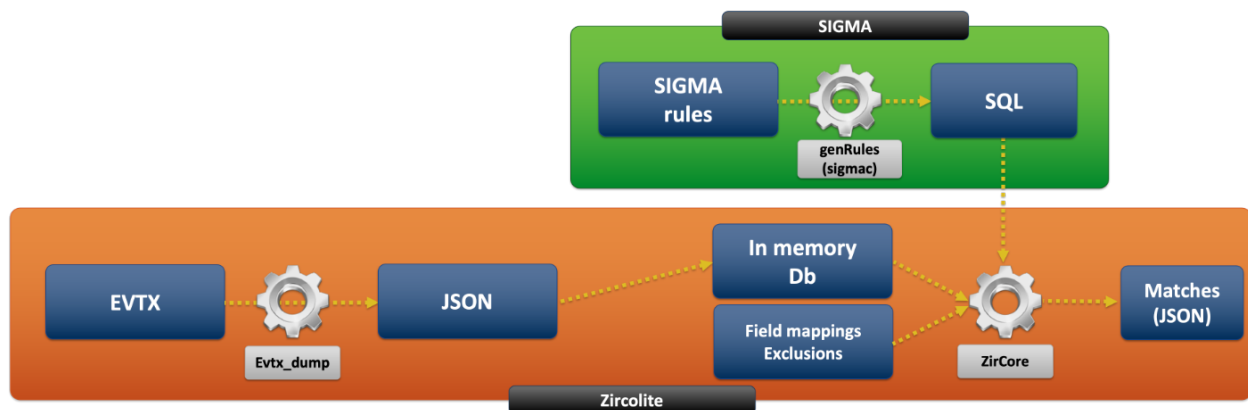 SIGMA
SIGMA
rules
genRules
(sigmac)
SQL
EVTX
Evtx_dump
JSON
In memory
Db
Field mappings
Exclusions
ZirCore
Matches
(JSON)
Zircolite